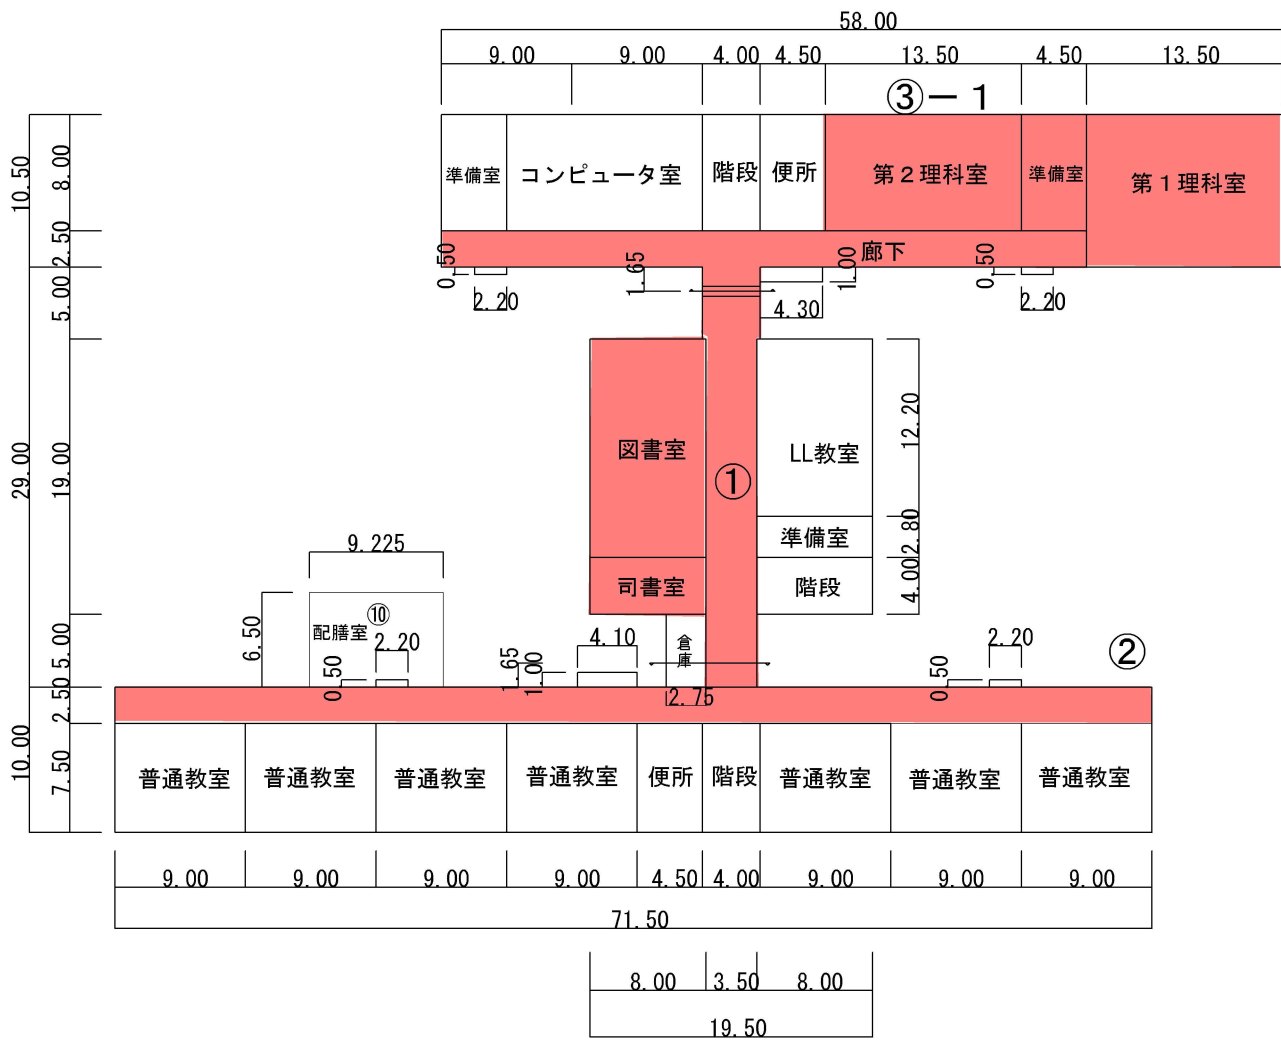 58.00
9.00 9.00 4.00 4.50 13.50 4.50 13.50
③－１
10.50
8.00
2.50
準備室 コンピュータ室 階段 便所 第２理科室 準備室 第１理科室
廊下
0.50
2.20
1.65
1.00
4.30
0.50
2.20
5.00
29.00
19.00
図書室
①
LL教室
12.20
準備室
2.80
司書室
階段
4.00
9.225
6.50
配膳室
⑩
2.20
0.50
1.65
1.00
4.10
倉庫
2.75
2.20
0.50
②
5.00
2.50
10.00
7.50
普通教室 普通教室 普通教室 普通教室 便所 階段 普通教室 普通教室 普通教室
9.00 9.00 9.00 9.00 4.50 4.00 9.00 9.00 9.00
71.50
8.00 3.50 8.00
19.50